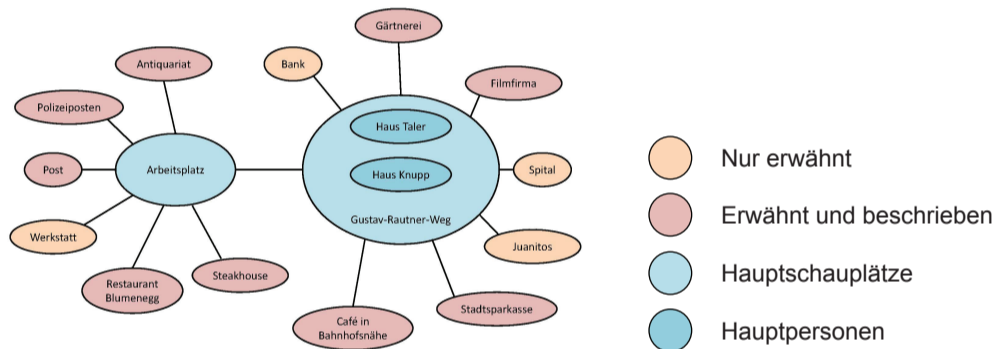 Gärtnerei
Bank
Antiquariat
Filmfirma
Polizeiposten
Haus Taler
Post
Arbeitsplatz
Haus Knupp
Spital
Gustav-Rautner-Weg
Werkstatt
Juanitos
Restaurant
Blumenegg
Steakhouse
Stadtsparkasse
Café in
Bahnhofsnähe
Nur erwähnt
Erwähnt und beschrieben
Hauptschauplätze
Hauptpersonen